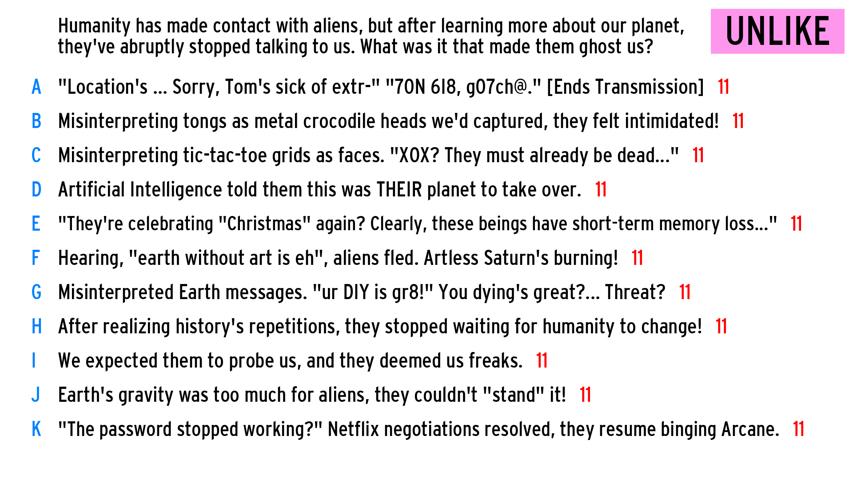 Humanity has made contact with aliens, but after learning more about our planet,
they've abruptly stopped talking to us. What was it that made them ghost us?
UNLIKE
A "Location's ... Sorry, Tom's sick of extr-" "7ON 6I8, gO7ch@." [Ends Transmission] 11
B Misinterpreting tongs as metal crocodile heads we'd captured, they felt intimidated! 11
C Misinterpreting tic-tac-toe grids as faces. "XOX? They must already be dead..." 11
D Artificial Intelligence told them this was THEIR planet to take over. 11
E "They're celebrating "Christmas" again? Clearly, these beings have short-term memory loss..." 11
F Hearing, "earth without art is eh", aliens fled. Artless Saturn's burning! 11
G Misinterpreted Earth messages. "ur DIY is gr8!" You dying's great?... Threat? 11
H After realizing history's repetitions, they stopped waiting for humanity to change! 11
I We expected them to probe us, and they deemed us freaks. 11
J Earth's gravity was too much for aliens, they couldn't "stand" it! 11
K "The password stopped working?" Netflix negotiations resolved, they resume binging Arcane. 11